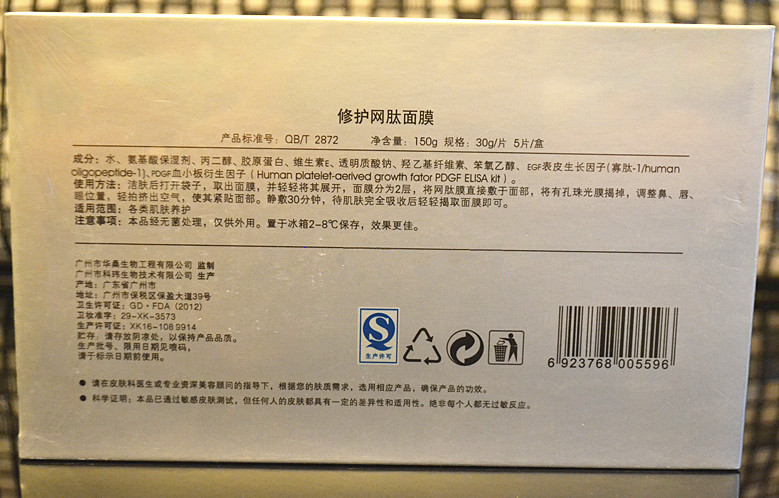 修护网肽面膜
产品标准号： QB/T 2872 净含量：150g 规格：30g/片 5片/盒
成分：水、氨基酸保湿剂、丙二醇、胶原蛋白、维生素E、透明质酸钠、羟乙基纤维素、苯氧乙醇、EGF表皮生长因子(寡肽-1/human
oligopeptide-1)、PDGF血小板衍生因子（Human platelet-aerived growth fator PDGF ELISA kit）。
使用方法：洁肤后打开袋子，取出面膜，并轻轻将其展开，面膜分为2层，将网肽膜直接敷于面部，将有孔珠光膜揭掉，调整鼻、唇、
眼位置，轻拍挤出空气，使其紧贴面部。静敷30分钟，待肌肤完全吸收后轻轻揭取面膜即可。
适用范围：各类肌肤养护
注意事项：本品经无菌处理，仅供外用。置于冰箱2-8℃保存，效果更佳。
广州市华桑生物工程有限公司 监制
广州市科玮生物技术有限公司 生产
产地：广东省广州市
地址：广州市保税区保盈大道39号
卫生许可证：GD·FDA（2012）
卫妆准字：29-XK-3573
生产许可证：XK16-108 9914
贮存：请存放阴凉处，以保持产品品质。
生产批号、限用日期见喷码，
请于标示日期前使用。
生产许可
6 923768 005596
● 请在皮肤科医生或专业资深美容顾问的指导下，根据您的肤质需求，选用相应产品，确保产品的功效。
● 科学证明：本品已通过敏感皮肤测试，但任何人的皮肤都具有一定的差异性和适用性。绝非每个人都无过敏反应。